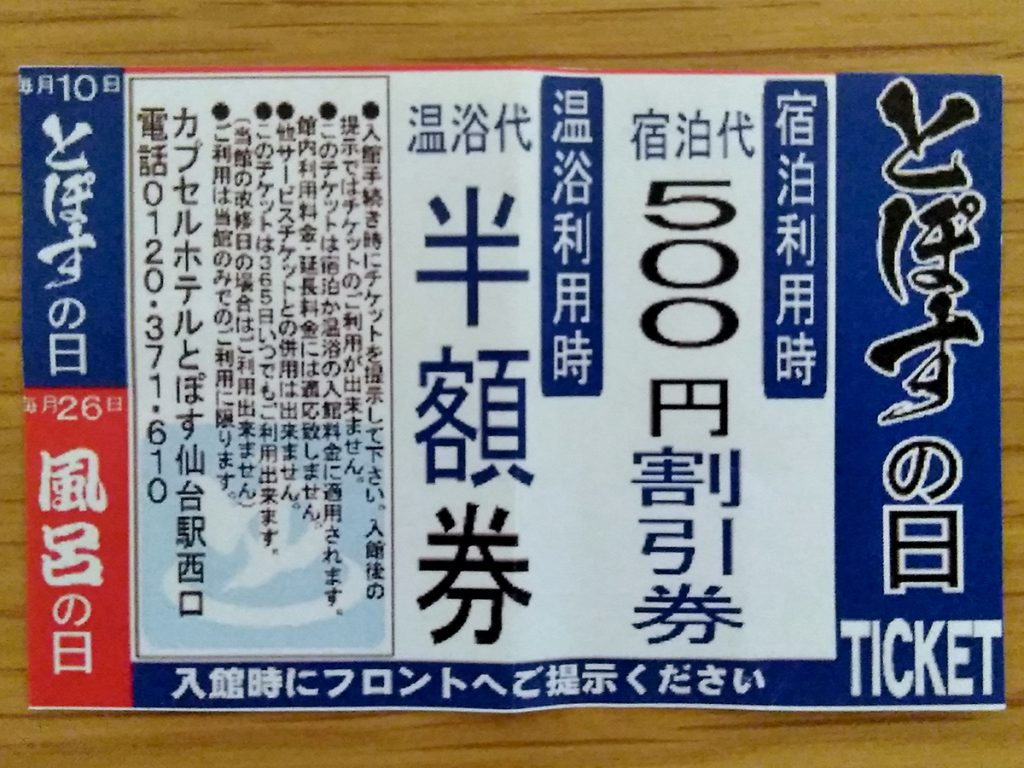 とぽすの日
TICKET
宿泊利用時
宿泊代
500円割引券
温浴利用時
温浴代
半額券
●入館手続き時にチケットを提示して下さい。入館後の
提示ではチケットのご利用が出来ません。
●このチケットは宿泊か温浴の入館料金に適用されます。
館内利用料金・延長料金には適応致しません。
●他サービスチケットとの併用は出来ません。
●このチケットは365日いつでもご利用出来ます。
(当館の改修日の場合はご利用出来ません)
●ご利用は当館のみでのご利用に限ります。
カプセルホテルとぽす仙台駅西口
電話0120・371・610
入館時にフロントへご提示ください
毎月10日
とぽすの日
毎月26日
風呂の日